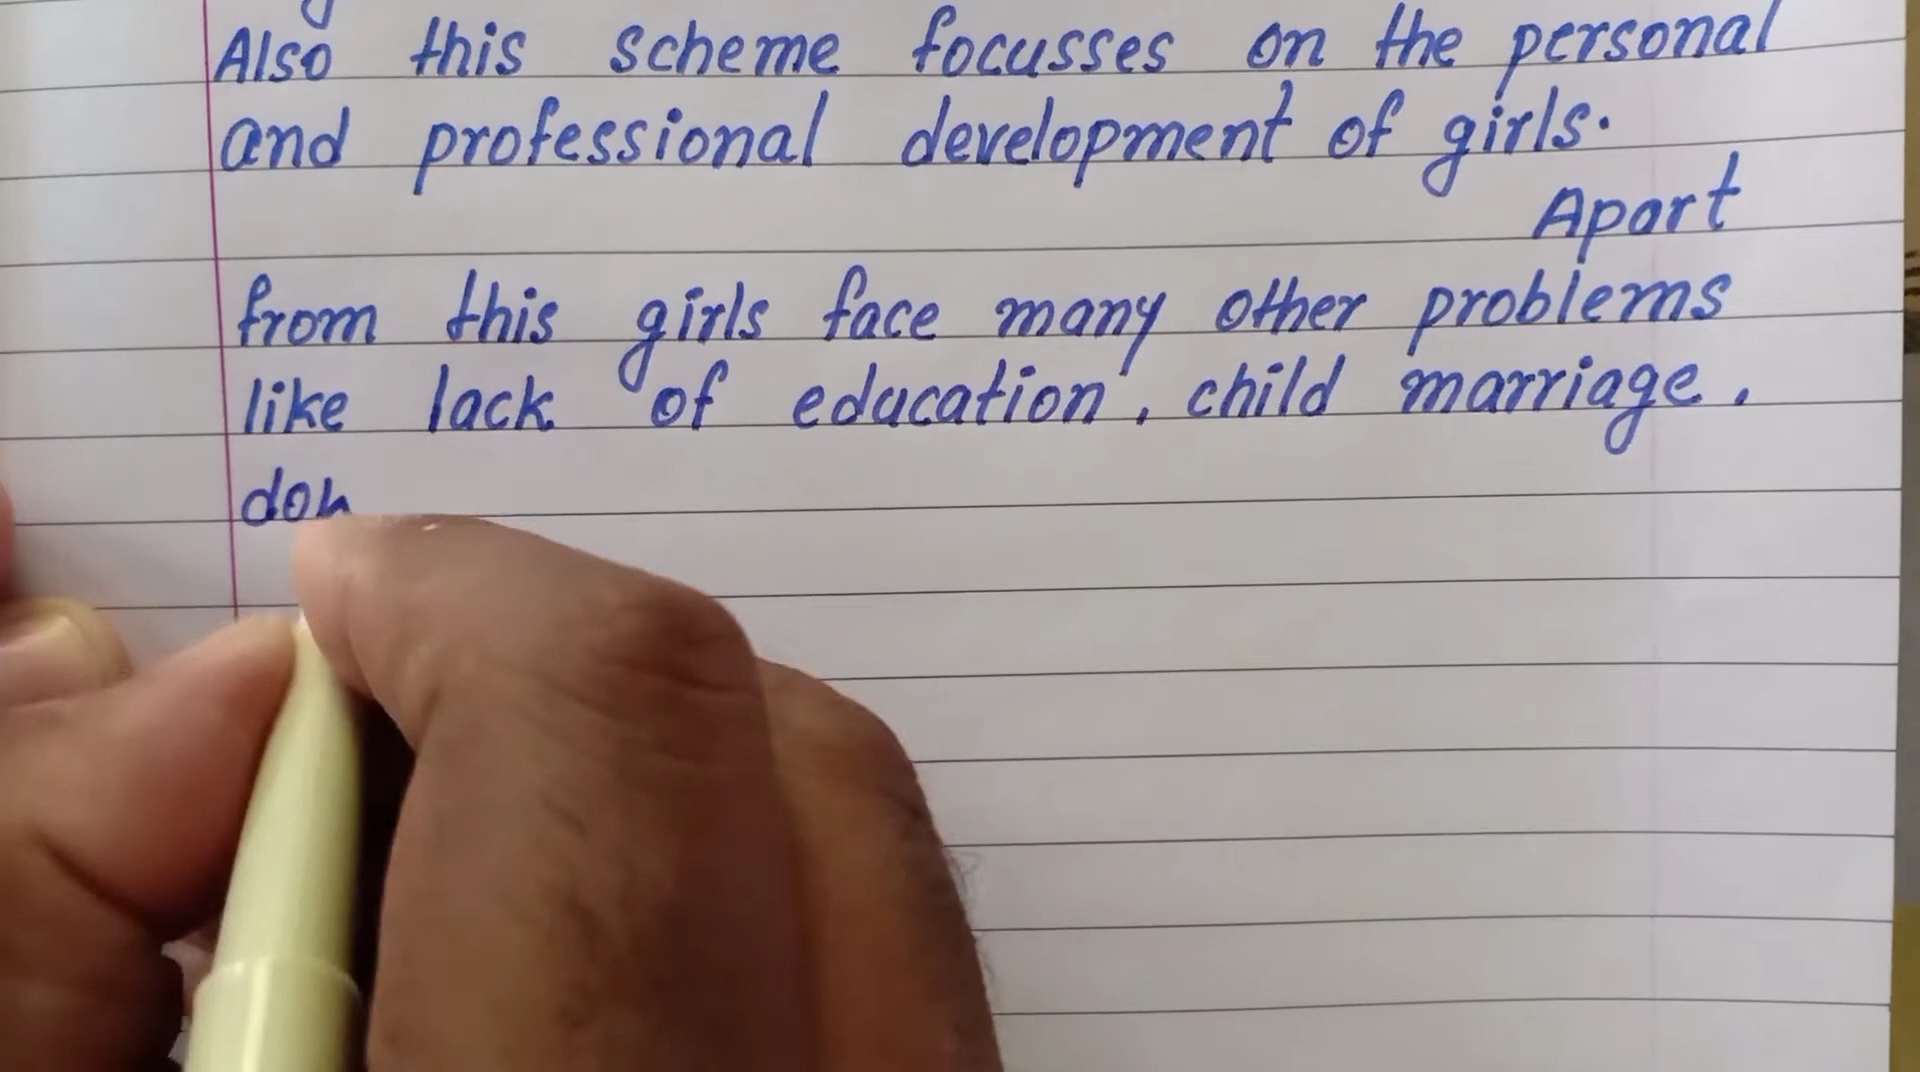 Also this scheme focusses on the personal
and professional development of girls.
Apart
from this girls face many other problems
like lack of education, child marriage,